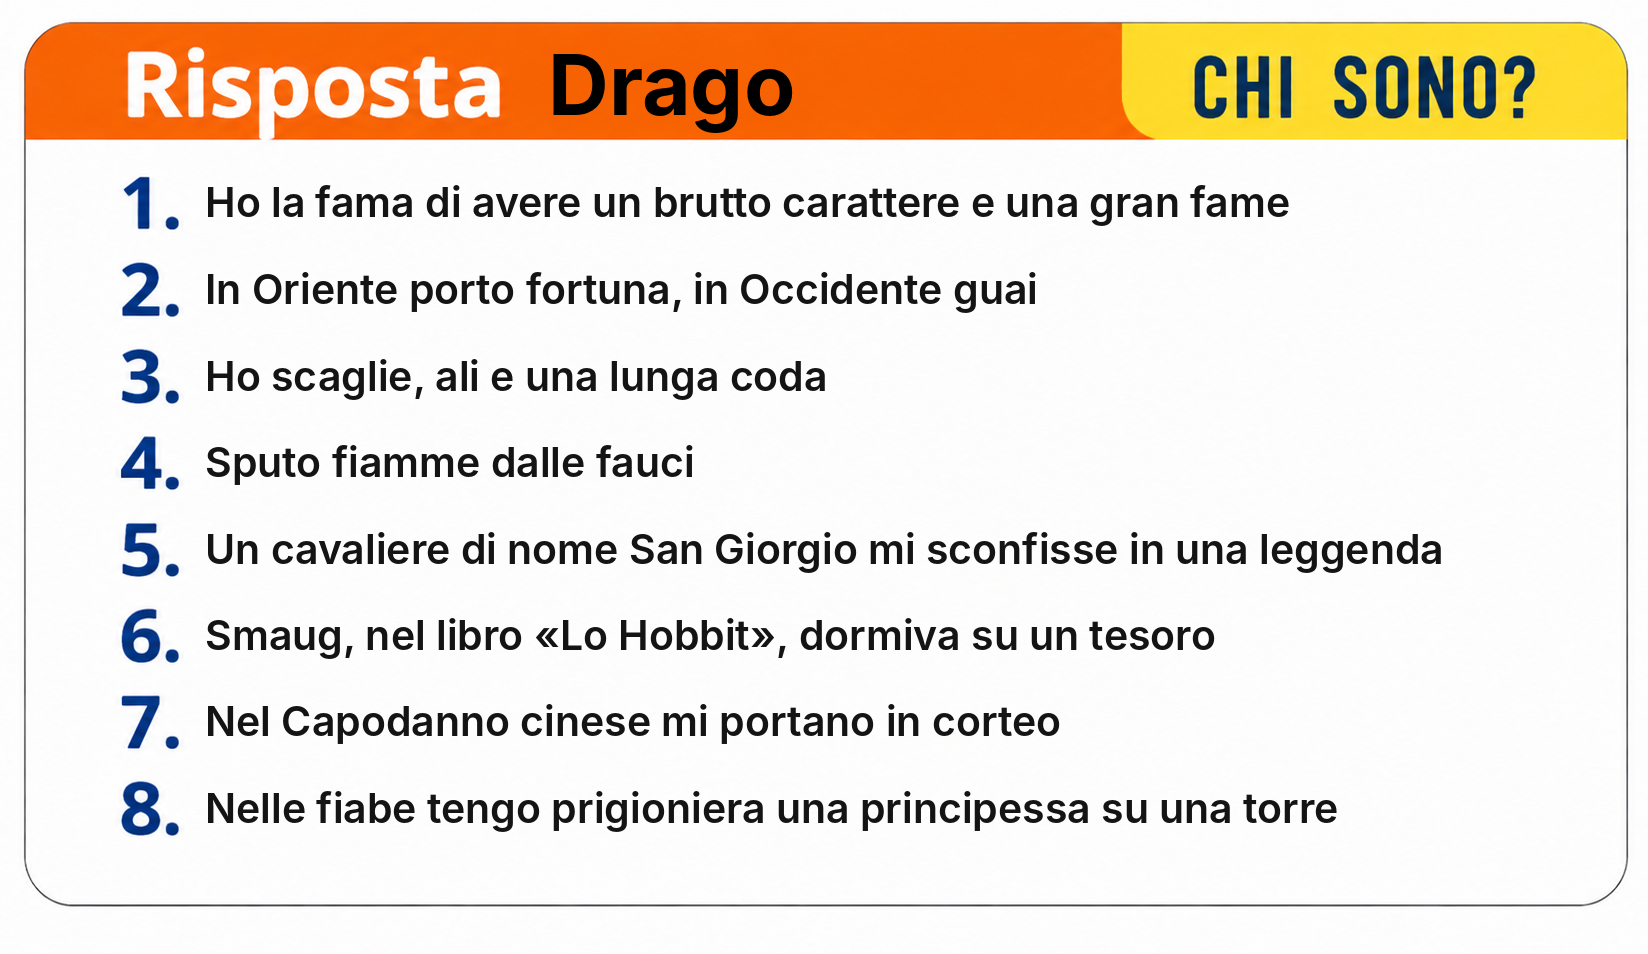 Risposta Drago
CHI SONO?
1. Ho la fama di avere un brutto carattere e una gran fame
2. In Oriente porto fortuna, in Occidente guai
3. Ho scaglie, ali e una lunga coda
4. Sputo fiamme dalle fauci
5. Un cavaliere di nome San Giorgio mi sconfisse in una leggenda
6. Smaug, nel libro «Lo Hobbit», dormiva su un tesoro
7. Nel Capodanno cinese mi portano in corteo
8. Nelle fiabe tengo prigioniera una principessa su una torre